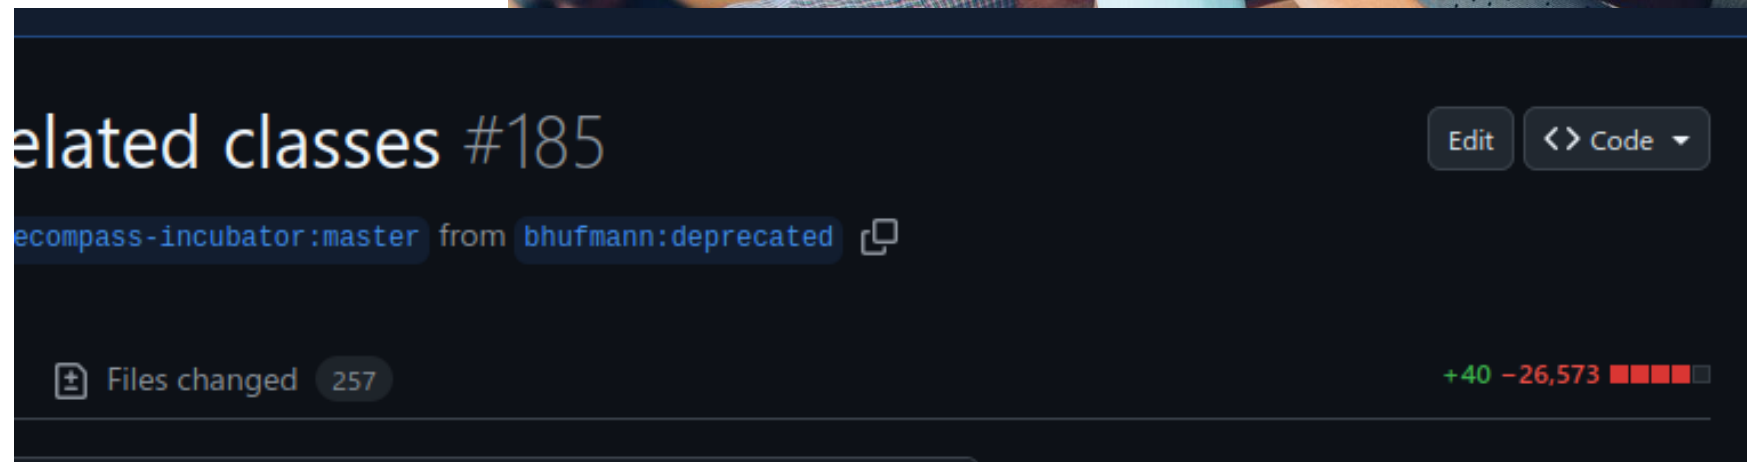 elated classes #185
Edit
Code
ecompass-incubator:master from bhufmann:deprecated
Files changed 257
+40 −26,573